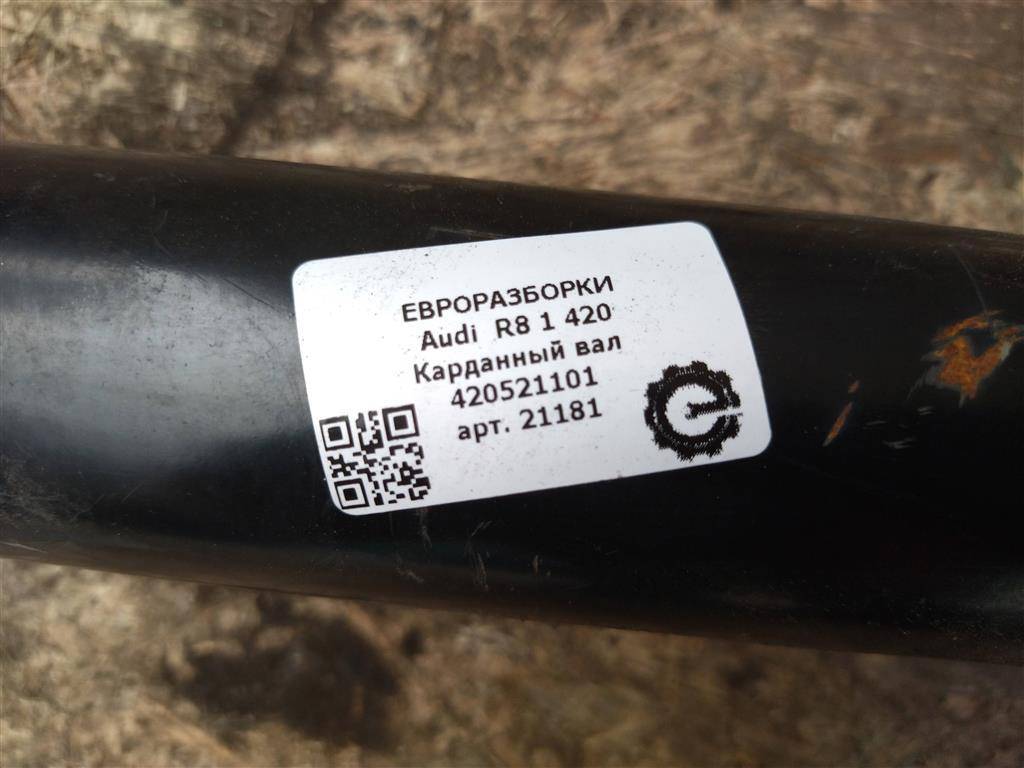 ЕВРОРАЗБОРКИ
Audi R8 1 420
Карданный вал
420521101
арт. 21181